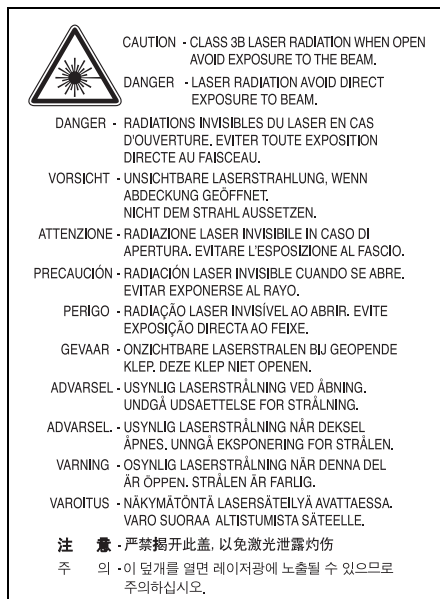 CAUTION - CLASS 3B LASER RADIATION WHEN OPEN
AVOID EXPOSURE TO THE BEAM.
DANGER - LASER RADIATION AVOID DIRECT
EXPOSURE TO BEAM.
DANGER - RADIATIONS INVISIBLES DU LASER EN CAS
D'OUVERTURE. EVITER TOUTE EXPOSITION
DIRECTE AU FAISCEAU.
VORSICHT - UNSICHTBARE LASERSTRAHLUNG, WENN
ABDECKUNG GEÖFFNET.
NICHT DEM STRAHL AUSSETZEN.
ATTENZIONE - RADIAZIONE LASER INVISIBILE IN CASO DI
APERTURA. EVITARE L'ESPOSIZIONE AL FASCIO.
PRECAUCIÓN - RADIACIÓN LASER INVISIBLE CUANDO SE ABRE.
EVITAR EXPONERSE AL RAYO.
PERIGO - RADIAÇÃO LASER INVISÍVEL AO ABRIR. EVITE
EXPOSIÇÃO DIRECTA AO FEIXE.
GEVAAR - ONZICHTBARE LASERSTRALEN BIJ GEOPENDE
KLEP. DEZE KLEP NIET OPENEN.
ADVARSEL - USYNLIG LASERSTRÅLNING VED ÅBNING.
UNDGÅ UDSAETTELSE FOR STRÅLNING.
ADVARSEL. - USYNLIG LASERSTRÅLNING NÅR DEKSEL
ÅPNES. UNNGÅ EKSPONERING FOR STRÅLEN.
VARNING - OSYNLIG LASERSTRÅLNING NÄR DENNA DEL
ÄR ÖPPEN. STRÅLEN ÄR FARLIG.
VAROITUS - NÄKYMÄTÖNTÄ LASERSÄTEILYÄ AVATTAESSA.
VARO SUORAA ALTISTUMISTA SÄTEELLE.
注 意 - 严禁揭开此盖, 以免激光泄露灼伤
주 의 - 이 덮개를 열면 레이저광에 노출될 수 있으므로
주의하십시오.